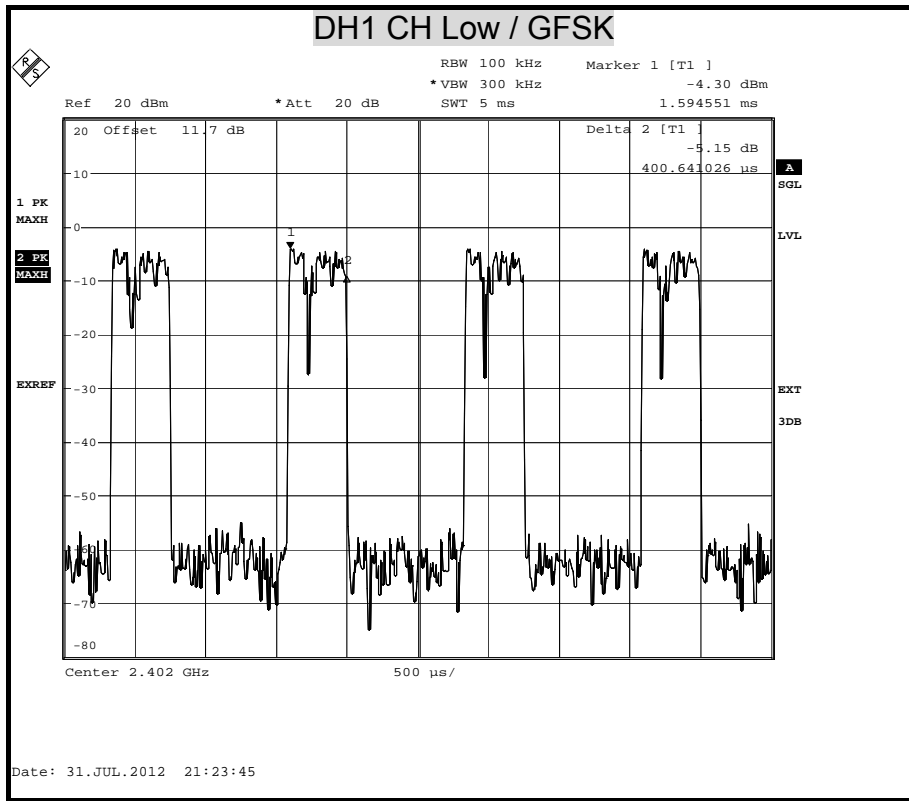 DH1 CH Low / GFSK
R S
RBW 100 kHz Marker 1 [T1 ]
*VBW 300 kHz -4.30 dBm
Ref 20 dBm *Att 20 dB SWT 5 ms 1.594551 ms
20 Offset 11.7 dB Delta 2 [T1 ]
-5.15 dB
400.641026 µs
A
SGL
10
1 PK
MAXH
0
LVL
1
2
2 PK
MAXH
-10
-20
EXREF
-30
EXT
3DB
-40
-50
-60
-70
-80
Center 2.402 GHz 500 µs/
Date: 31.JUL.2012 21:23:45